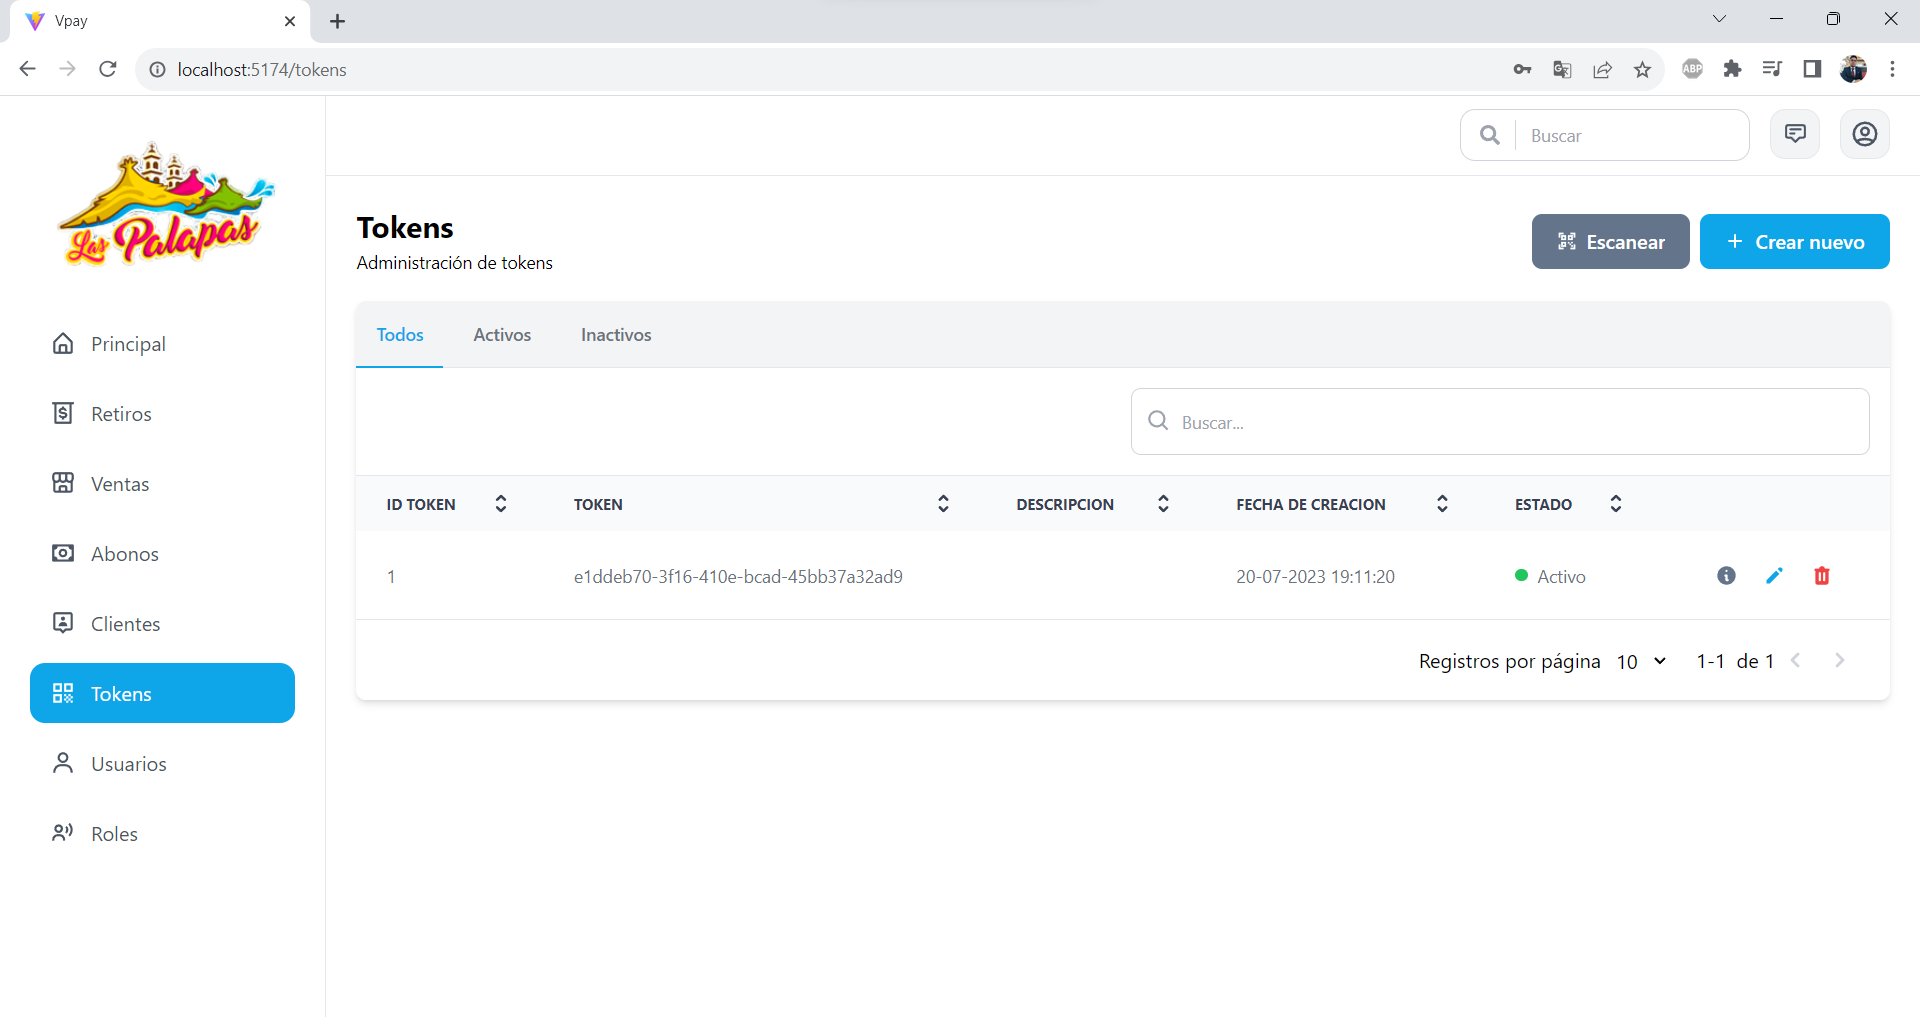 Vpay
localhost:5174/tokens
ABP
Buscar
Las Palapas
Tokens
Administración de tokens
Escanear
Crear nuevo
Principal
Retiros
Ventas
Abonos
Clientes
Tokens
Usuarios
Roles
Todos Activos Inactivos
Buscar...
ID TOKEN TOKEN DESCRIPCION FECHA DE CREACION ESTADO
1 e1ddeb70-3f16-410e-bcad-45bb37a32ad9 20-07-2023 19:11:20 Activo
Registros por página 10 1-1 de 1